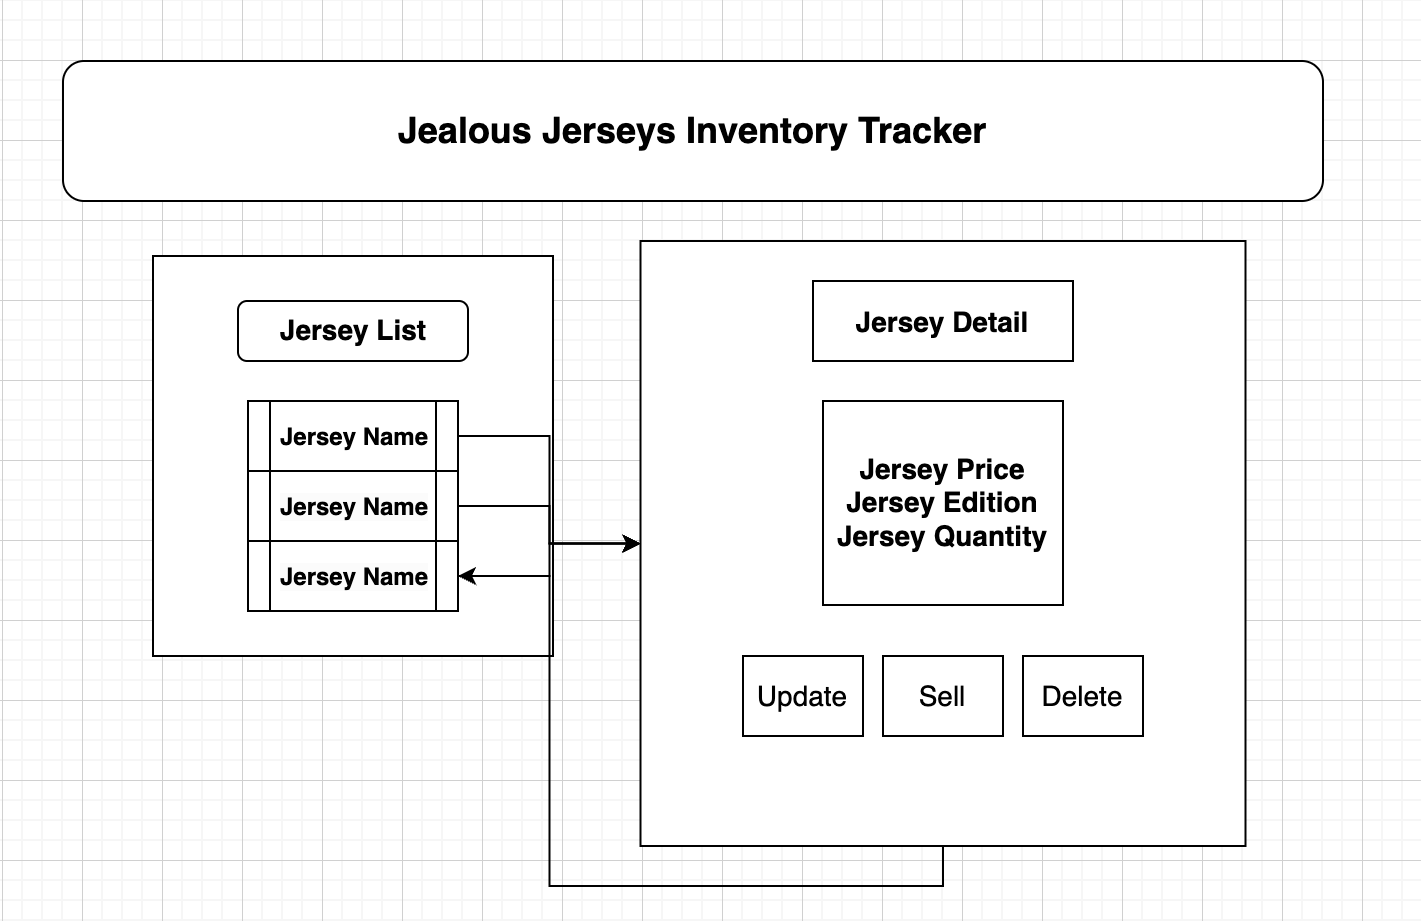 Jealous Jerseys Inventory Tracker
Jersey List
Jersey Name
Jersey Name
Jersey Name
Jersey Detail
Jersey Price
Jersey Edition
Jersey Quantity
Update
Sell
Delete